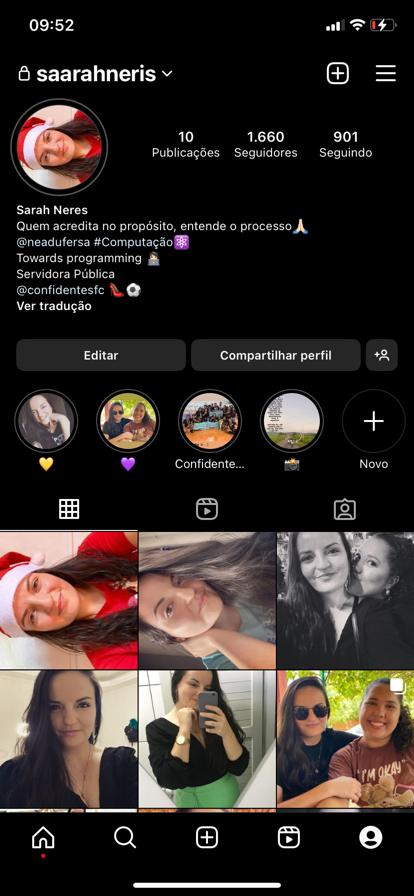 09:52
saarahneris
10 1.660 901
Publicações Seguidores Seguindo
Sarah Neres
Quem acredita no propósito, entende o processo🙏🏻
@neadufersa #Computação⚛️
Towards programming 👩🏻‍💻
Servidora Pública
@confidentesfc 👠⚽
Ver tradução
Editar Compartilhar perfil
💛 💜 Confidente... 📸 Novo
"I'M OKAY"